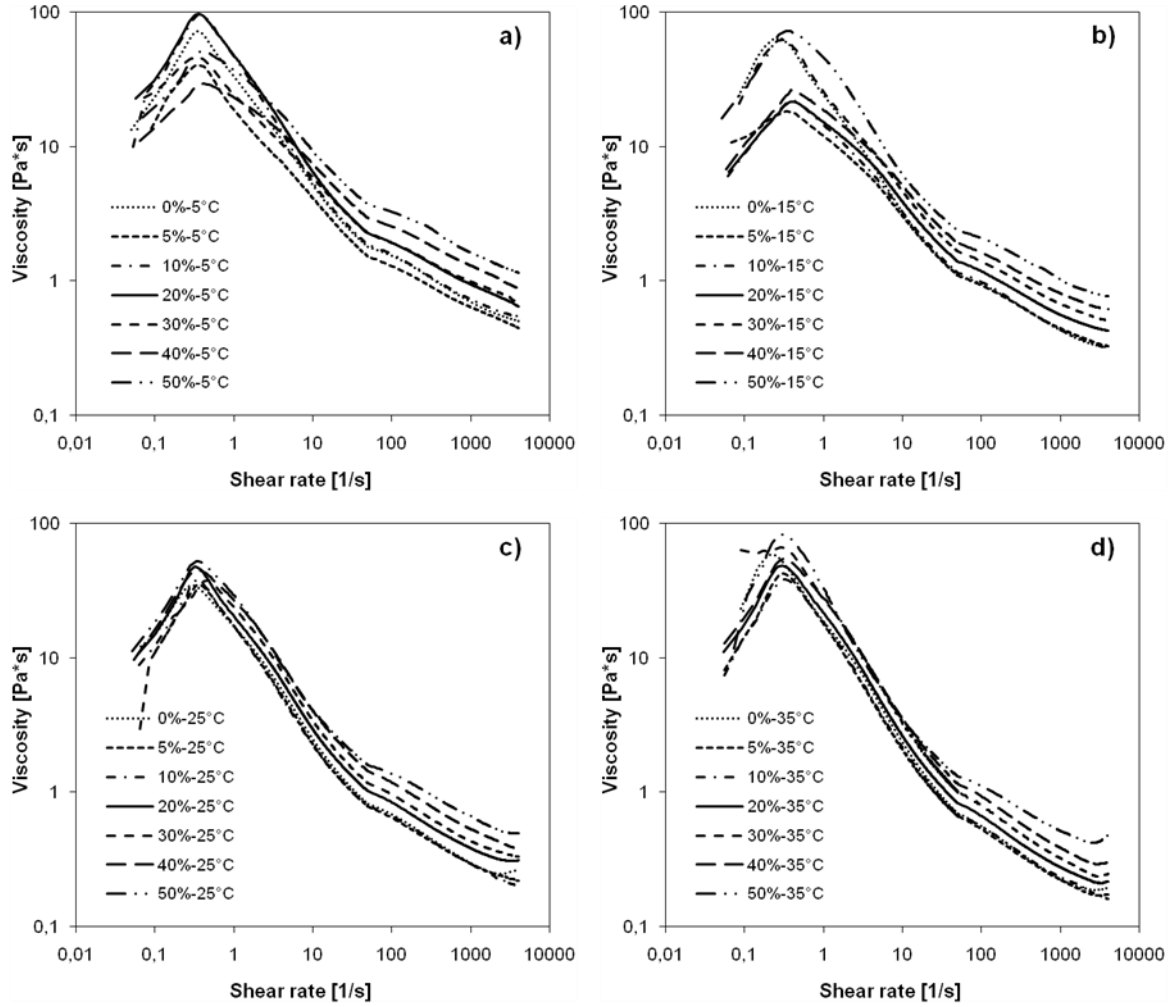 a)
Viscosity [Pa*s]
100
10
1
0,1
0%-5°C
5%-5°C
10%-5°C
20%-5°C
30%-5°C
40%-5°C
50%-5°C
0,01 0,1 1 10 100 1000 10000
Shear rate [1/s]
b)
Viscosity [Pa*s]
100
10
1
0,1
0%-15°C
5%-15°C
10%-15°C
20%-15°C
30%-15°C
40%-15°C
50%-15°C
0,01 0,1 1 10 100 1000 10000
Shear rate [1/s]
c)
Viscosity [Pa*s]
100
10
1
0,1
0%-25°C
5%-25°C
10%-25°C
20%-25°C
30%-25°C
40%-25°C
50%-25°C
0,01 0,1 1 10 100 1000 10000
Shear rate [1/s]
d)
Viscosity [Pa*s]
100
10
1
0,1
0%-35°C
5%-35°C
10%-35°C
20%-35°C
30%-35°C
40%-35°C
50%-35°C
0,01 0,1 1 10 100 1000 10000
Shear rate [1/s]